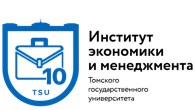 10
TSU
Институт
экономики
и менеджмента
Томского
государственного
университета